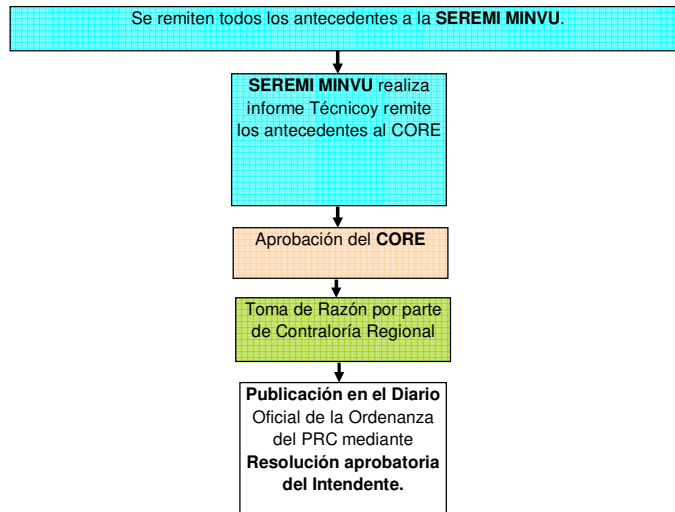 Se remiten todos los antecedentes a la SEREMI MINVU.
SEREMI MINVU realiza
informe Técnicoy remite
los antecedentes al CORE
Aprobación del CORE
Toma de Razón por parte
de Contraloría Regional
Publicación en el Diario
Oficial de la Ordenanza
del PRC mediante
Resolución aprobatoria
del Intendente.